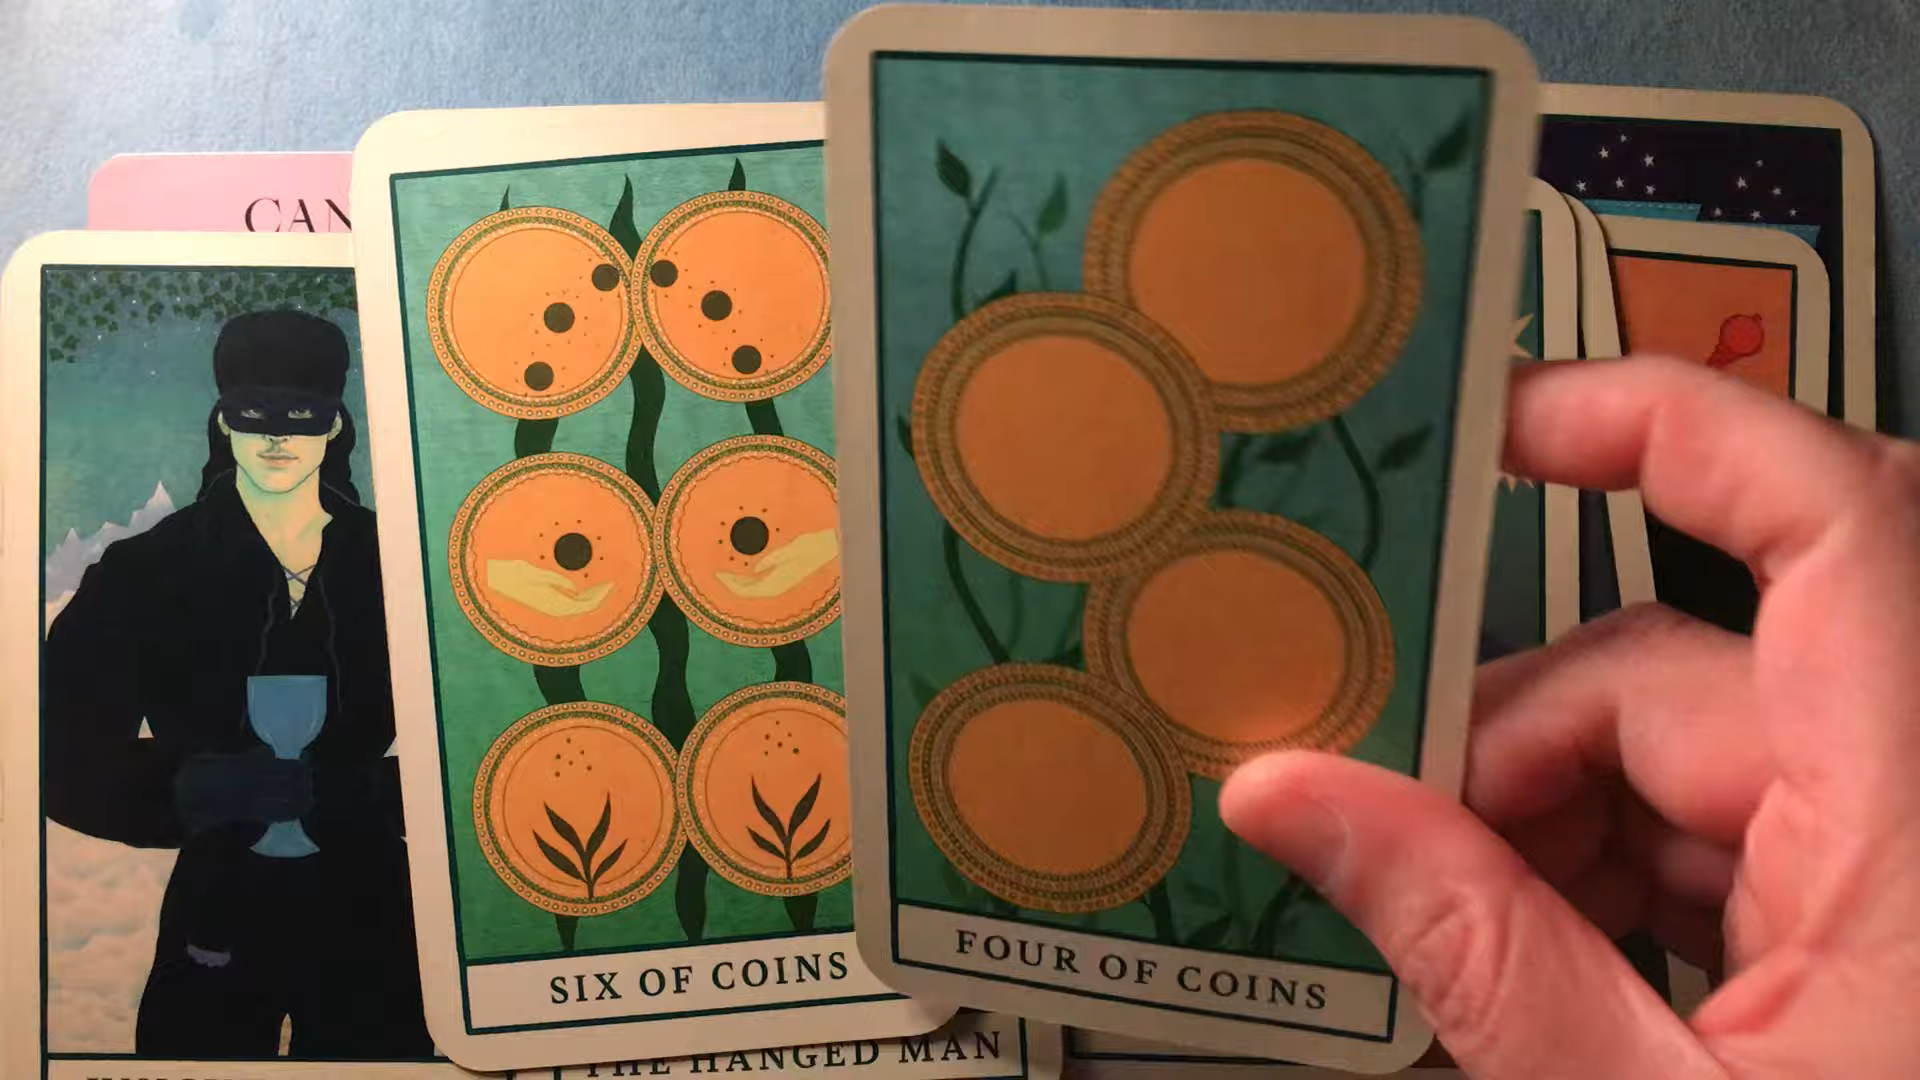 CAN
SIX OF COINS
FOUR OF COINS
THE HANGED MAN